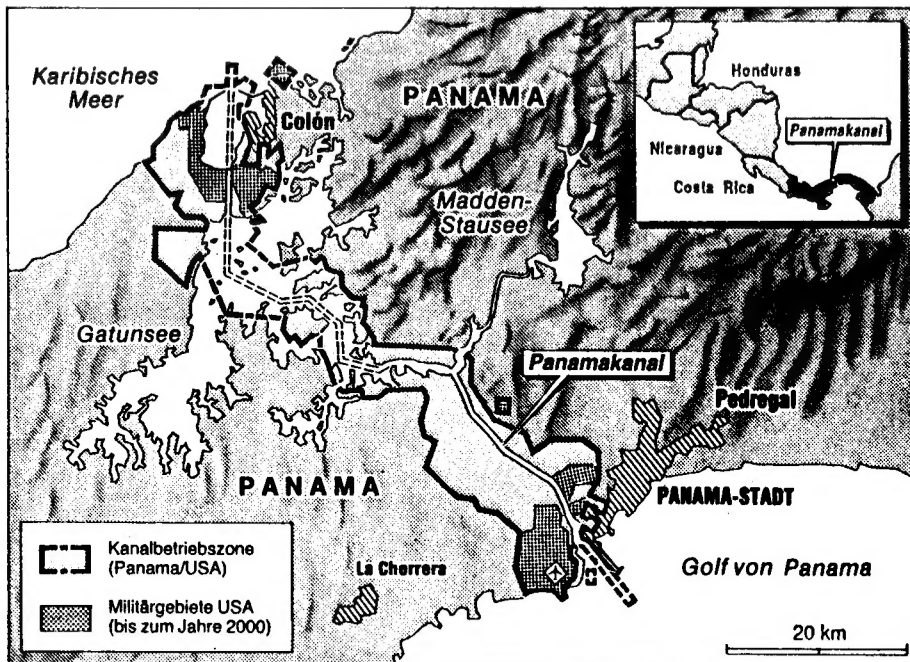 Karibisches
Meer
Colón
PANAMA
Honduras
Panamakanal
Nicaragua
Costa Rica
Madden-
Stausee
Gatunsee
Panamakanal
Pedregal
PANAMA
PANAMA-STADT
La Chorrera
Golf von Panama
Kanalbetriebszone
(Panama/USA)
Militärgebiete USA
(bis zum Jahre 2000)
20 km